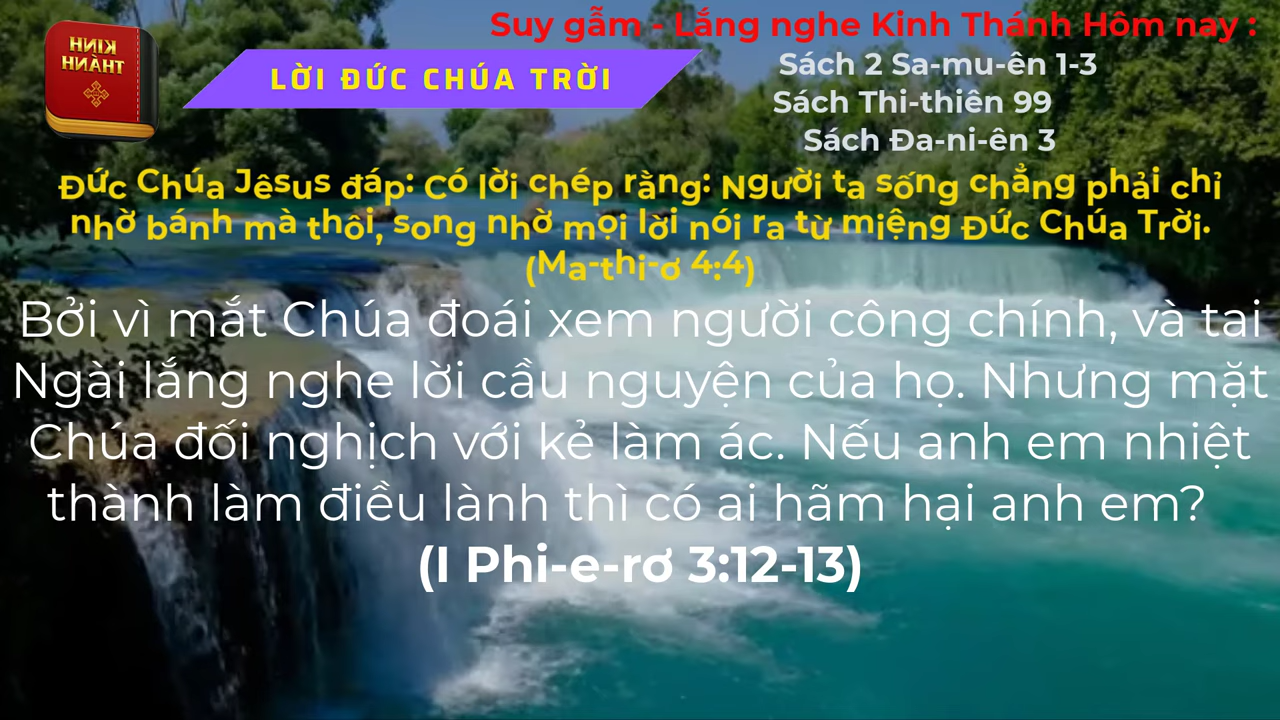 Suy gẫm - Lắng nghe Kinh Thánh Hôm nay :
KINH
THÁNH
LỜI ĐỨC CHÚA TRỜI
Sách 2 Sa-mu-ên 1-3
Sách Thi-thiên 99
Sách Đa-ni-ên 3
Đức Chúa Jêsus đáp: Có lời chép rằng: Người ta sống chẳng phải chỉ
nhờ bánh mà thôi, song nhờ mọi lời nói ra từ miệng Đức Chúa Trời.
(Ma-thi-ơ 4:4)
Bởi vì mắt Chúa đoái xem người công chính, và tai
Ngài lắng nghe lời cầu nguyện của họ. Nhưng mặt
Chúa đối nghịch với kẻ làm ác. Nếu anh em nhiệt
thành làm điều lành thì có ai hãm hại anh em?
(I Phi-e-rơ 3:12-13)